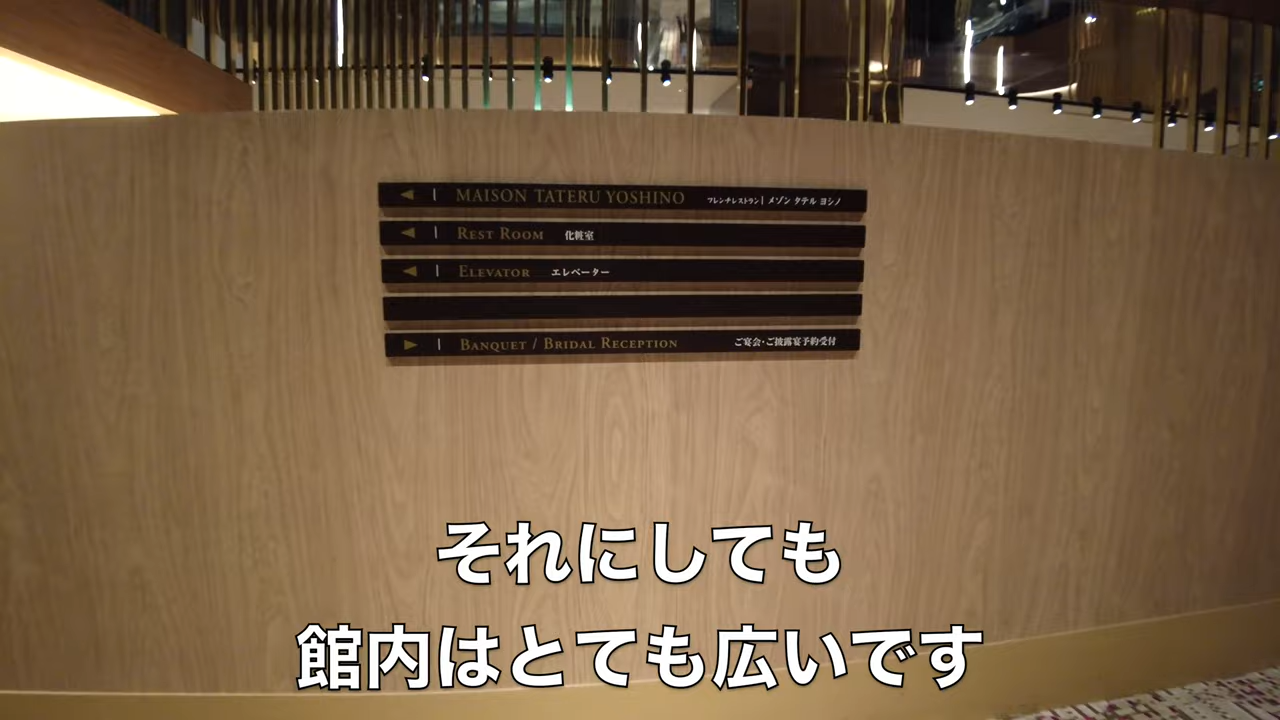 ◀ | MAISON TATERU YOSHINO フレンチレストラン | メゾン タテル ヨシノ
◀ | REST ROOM 化粧室
◀ | ELEVATOR エレベーター
▶ | BANQUET / BRIDAL RECEPTION ご宴会・ご披露宴予約受付
それにしても
館内はとても広いです